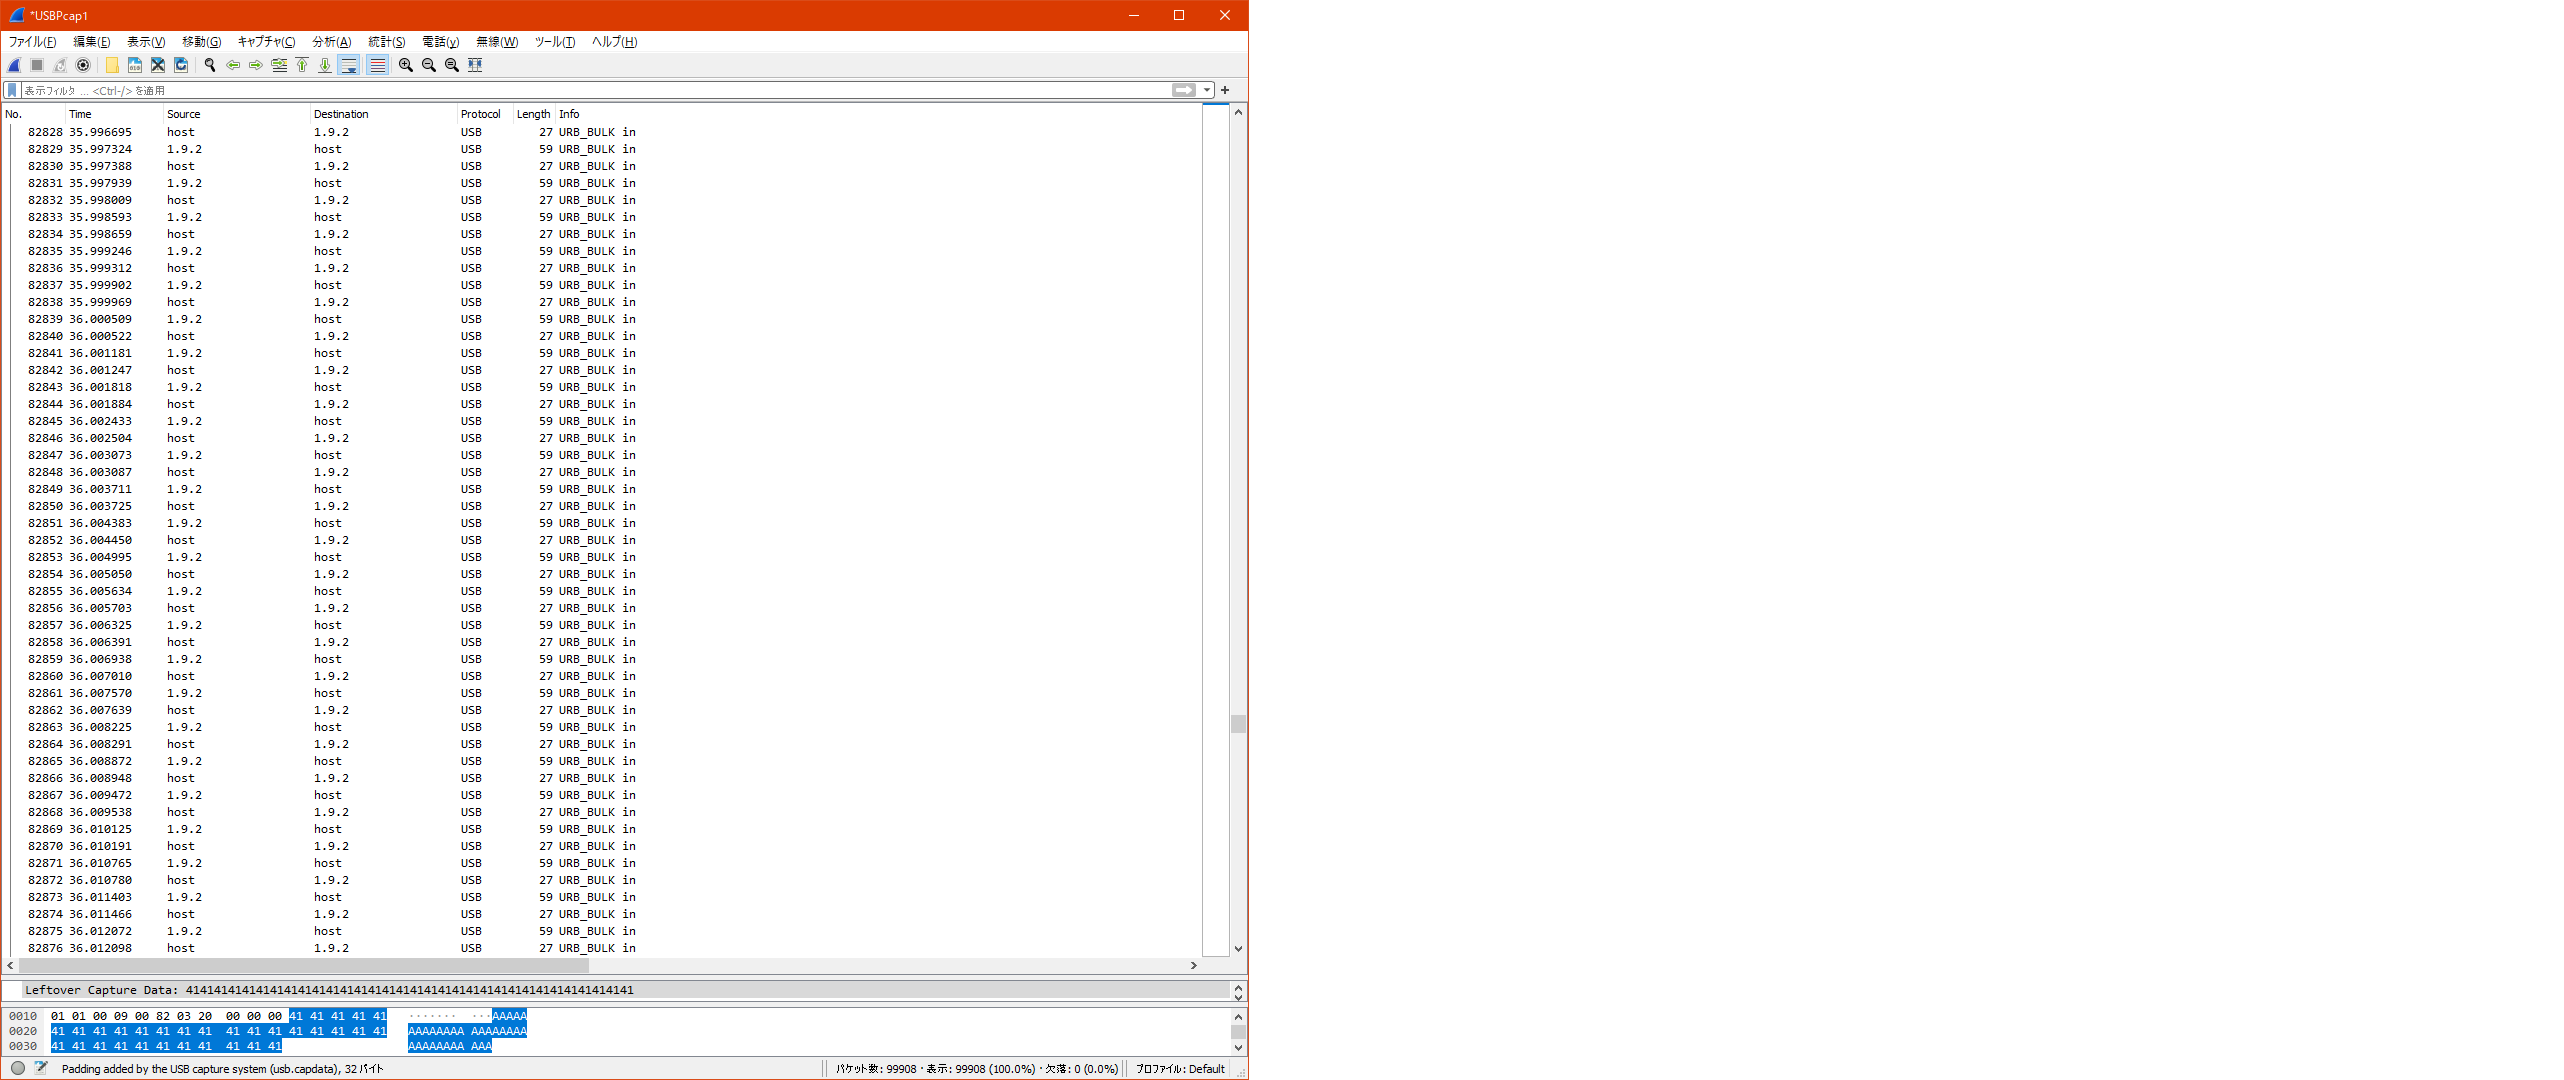 *USBPcap1
ファイル(F) 編集(E) 表示(V) 移動(G) キャプチャ(C) 分析(A) 統計(S) 電話(y) 無線(W) ツール(T) ヘルプ(H)
表示フィルタ ... <Ctrl-/> を適用
No. Time Source Destination Protocol Length Info
82828 35.996695 host 1.9.2 USB 27 URB_BULK in
82829 35.997324 1.9.2 host USB 59 URB_BULK in
82830 35.997388 host 1.9.2 USB 27 URB_BULK in
82831 35.997939 1.9.2 host USB 59 URB_BULK in
82832 35.998009 host 1.9.2 USB 27 URB_BULK in
82833 35.998593 1.9.2 host USB 59 URB_BULK in
82834 35.998659 host 1.9.2 USB 27 URB_BULK in
82835 35.999246 1.9.2 host USB 59 URB_BULK in
82836 35.999312 host 1.9.2 USB 27 URB_BULK in
82837 35.999902 1.9.2 host USB 59 URB_BULK in
82838 35.999969 host 1.9.2 USB 27 URB_BULK in
82839 36.000509 1.9.2 host USB 59 URB_BULK in
82840 36.000522 host 1.9.2 USB 27 URB_BULK in
82841 36.001181 1.9.2 host USB 59 URB_BULK in
82842 36.001247 host 1.9.2 USB 27 URB_BULK in
82843 36.001818 1.9.2 host USB 59 URB_BULK in
82844 36.001884 host 1.9.2 USB 27 URB_BULK in
82845 36.002433 1.9.2 host USB 59 URB_BULK in
82846 36.002504 host 1.9.2 USB 27 URB_BULK in
82847 36.003073 1.9.2 host USB 59 URB_BULK in
82848 36.003087 host 1.9.2 USB 27 URB_BULK in
82849 36.003711 1.9.2 host USB 59 URB_BULK in
82850 36.003725 host 1.9.2 USB 27 URB_BULK in
82851 36.004383 1.9.2 host USB 59 URB_BULK in
82852 36.004450 host 1.9.2 USB 27 URB_BULK in
82853 36.004995 1.9.2 host USB 59 URB_BULK in
82854 36.005050 host 1.9.2 USB 27 URB_BULK in
82855 36.005634 1.9.2 host USB 59 URB_BULK in
82856 36.005703 host 1.9.2 USB 27 URB_BULK in
82857 36.006325 1.9.2 host USB 59 URB_BULK in
82858 36.006391 host 1.9.2 USB 27 URB_BULK in
82859 36.006938 1.9.2 host USB 59 URB_BULK in
82860 36.007010 host 1.9.2 USB 27 URB_BULK in
82861 36.007570 1.9.2 host USB 59 URB_BULK in
82862 36.007639 host 1.9.2 USB 27 URB_BULK in
82863 36.008225 1.9.2 host USB 59 URB_BULK in
82864 36.008291 host 1.9.2 USB 27 URB_BULK in
82865 36.008872 1.9.2 host USB 59 URB_BULK in
82866 36.008948 host 1.9.2 USB 27 URB_BULK in
82867 36.009472 1.9.2 host USB 59 URB_BULK in
82868 36.009538 host 1.9.2 USB 27 URB_BULK in
82869 36.010125 1.9.2 host USB 59 URB_BULK in
82870 36.010191 host 1.9.2 USB 27 URB_BULK in
82871 36.010765 1.9.2 host USB 59 URB_BULK in
82872 36.010780 host 1.9.2 USB 27 URB_BULK in
82873 36.011403 1.9.2 host USB 59 URB_BULK in
82874 36.011466 host 1.9.2 USB 27 URB_BULK in
82875 36.012072 1.9.2 host USB 59 URB_BULK in
82876 36.012098 host 1.9.2 USB 27 URB_BULK in
Leftover Capture Data: 4141414141414141414141414141414141414141414141414141414141414141
0010 01 01 00 09 00 82 03 20 00 00 00 41 41 41 41 41 ······· ···AAAAA
0020 41 41 41 41 41 41 41 41 41 41 41 41 41 41 41 41 AAAAAAAA AAAAAAAA
0030 41 41 41 41 41 41 41 41 41 41 41 AAAAAAAA AAA
Padding added by the USB capture system (usb.capdata), 32 バイト パケット数: 99908 · 表示: 99908 (100.0%) · 欠落: 0 (0.0%) プロファイル: Default